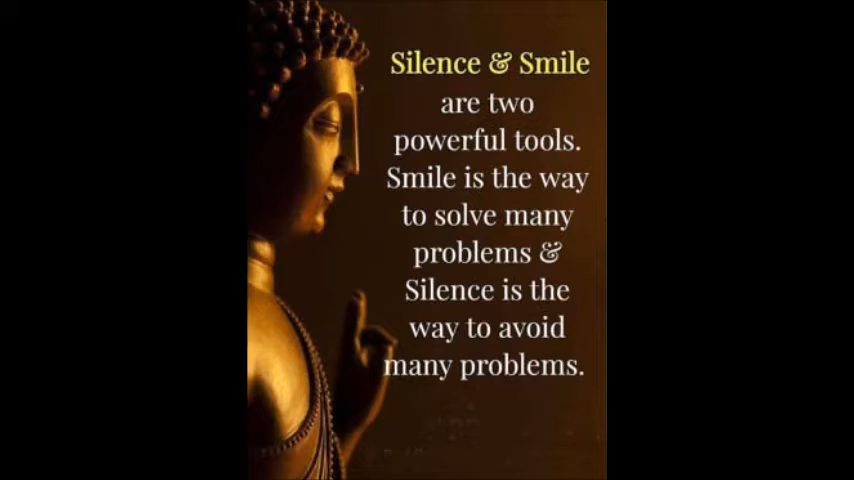 Silence & Smile
are two
powerful tools.
Smile is the way
to solve many
problems &
Silence is the
way to avoid
many problems.